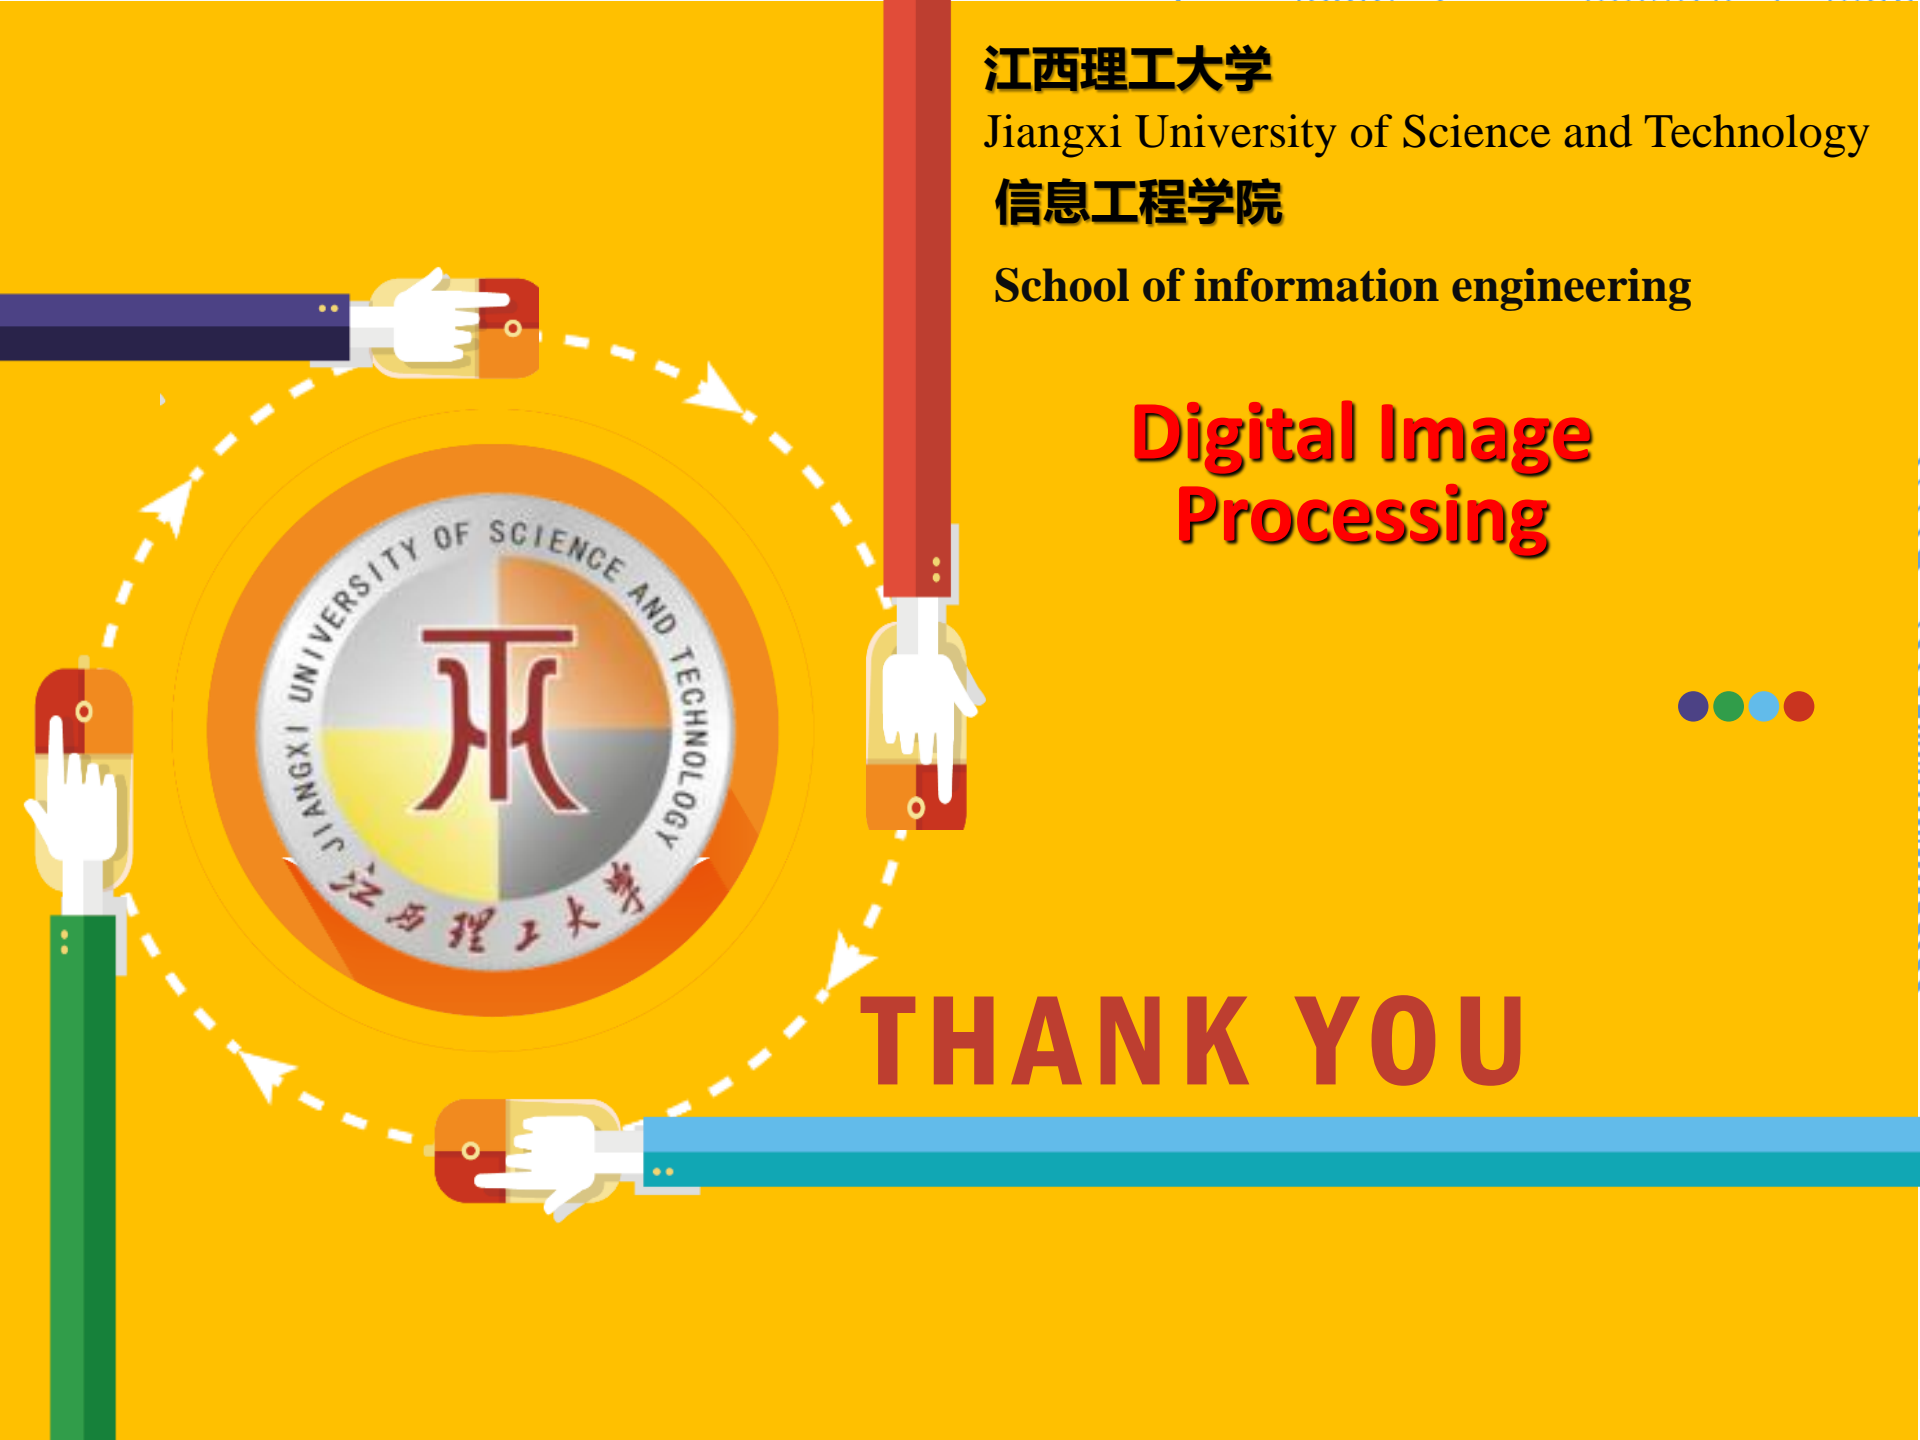 江西理工大学
Jiangxi University of Science and Technology
信息工程学院
School of information engineering
Digital Image
Processing
JIANGXI UNIVERSITY OF SCIENCE AND TECHNOLOGY
江西理工大学
THANK YOU